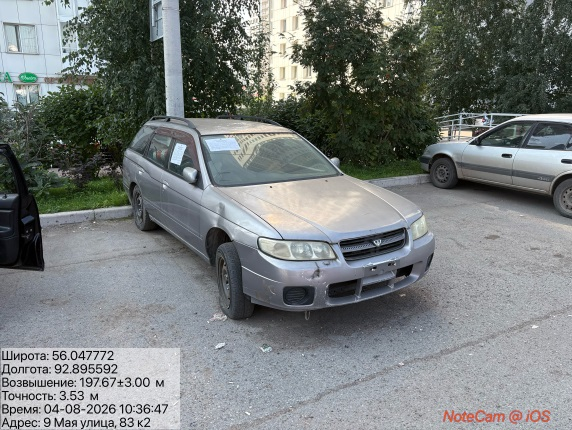 Широта: 56.047772
Долгота: 92.895592
Возвышение: 197.67±3.00 м
Точность: 3.53 м
Время: 04-08-2026 10:36:47
Адрес: 9 Мая улица, 83 к2
NoteCam @ iOS